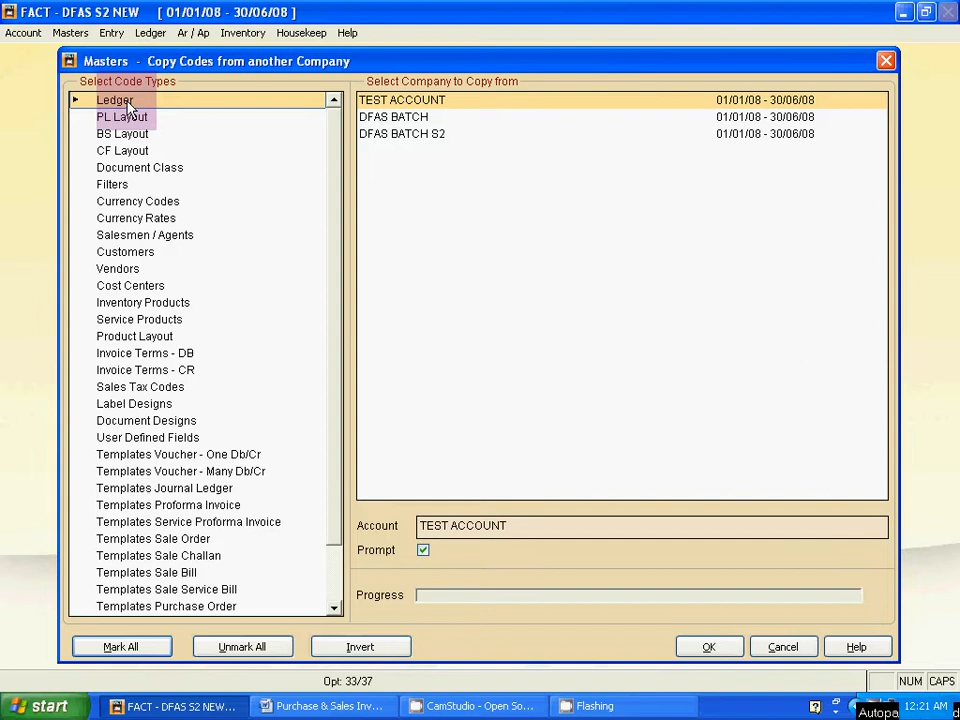 FACT - DFAS S2 NEW [ 01/01/08 - 30/06/08 ]
Account Masters Entry Ledger Ar / Ap Inventory Housekeep Help
Masters - Copy Codes from another Company
Select Code Types
Ledger
PL Layout
BS Layout
CF Layout
Document Class
Filters
Currency Codes
Currency Rates
Salesmen / Agents
Customers
Vendors
Cost Centers
Inventory Products
Service Products
Product Layout
Invoice Terms - DB
Invoice Terms - CR
Sales Tax Codes
Label Designs
Document Designs
User Defined Fields
Templates Voucher - One Db/Cr
Templates Voucher - Many Db/Cr
Templates Journal Ledger
Templates Proforma Invoice
Templates Service Proforma Invoice
Templates Sale Order
Templates Sale Challan
Templates Sale Bill
Templates Sale Service Bill
Templates Purchase Order
Select Company to Copy from
TEST ACCOUNT 01/01/08 - 30/06/08
DFAS BATCH 01/01/08 - 30/06/08
DFAS BATCH S2 01/01/08 - 30/06/08
Account TEST ACCOUNT
Prompt
Progress
Mark All Unmark All Invert OK Cancel Help
Opt: 33/37 NUM CAPS
start FACT - DFAS S2 NEW... Purchase & Sales Inv... CamStudio - Open So... Flashing 12:21 AM